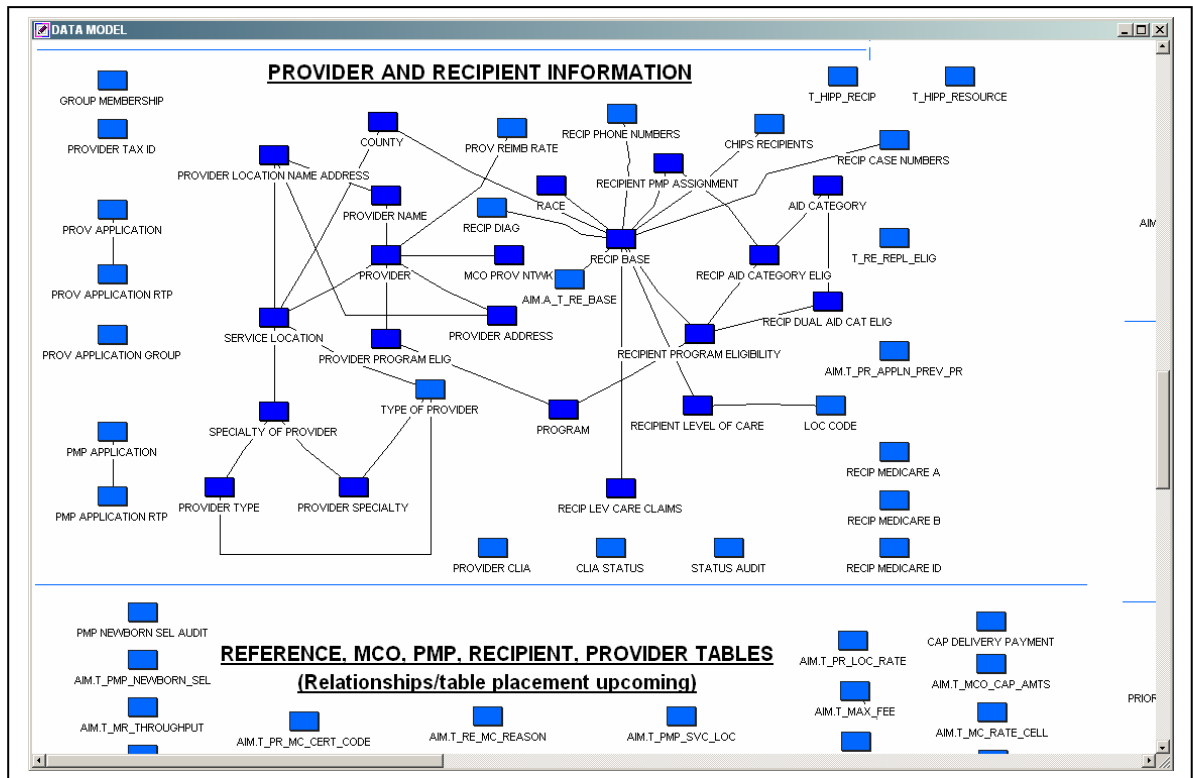 DATA MODEL
PROVIDER AND RECIPIENT INFORMATION
GROUP MEMBERSHIP
T_HIPP_RECIP
T_HIPP_RESOURCE
PROVIDER TAX ID
COUNTY
PROV REIMB RATE
RECIP PHONE NUMBERS
CHIPS RECIPIENTS
RECIP CASE NUMBERS
PROVIDER LOCATION NAME ADDRESS
RECIPIENT PMP ASSIGNMENT
PROVIDER NAME
RACE
AID CATEGORY
PROV APPLICATION
RECIP DIAG
AIM.
PROVIDER
MCO PROV NTWK
RECIP BASE
RECIP AID CATEGORY ELIG
T_RE_REPL_ELIG
PROV APPLICATION RTP
AIM.A_T_RE_BASE
SERVICE LOCATION
PROVIDER ADDRESS
RECIP DUAL AID CAT ELIG
PROV APPLICATION GROUP
PROVIDER PROGRAM ELIG
RECIPIENT PROGRAM ELIGIBILITY
AIM.T_PR_APPLN_PREV_PR
TYPE OF PROVIDER
SPECIALTY OF PROVIDER
PROGRAM
RECIPIENT LEVEL OF CARE
LOC CODE
PMP APPLICATION
RECIP MEDICARE A
PMP APPLICATION RTP
PROVIDER TYPE
PROVIDER SPECIALTY
RECIP LEV CARE CLAIMS
RECIP MEDICARE B
PROVIDER CLIA
CLIA STATUS
STATUS AUDIT
RECIP MEDICARE ID
PMP NEWBORN SEL AUDIT
CAP DELIVERY PAYMENT
REFERENCE, MCO, PMP, RECIPIENT, PROVIDER TABLES
AIM.T_PR_LOC_RATE
(Relationships/table placement upcoming)
AIM.T_PMP_NEWBORN_SEL
AIM.T_MCO_CAP_AMTS
PRIOR
AIM.T_MAX_FEE
AIM.T_MR_THROUGHPUT
AIM.T_PR_MC_CERT_CODE
AIM.T_RE_MC_REASON
AIM.T_PMP_SVC_LOC
AIM.T_MC_RATE_CELL